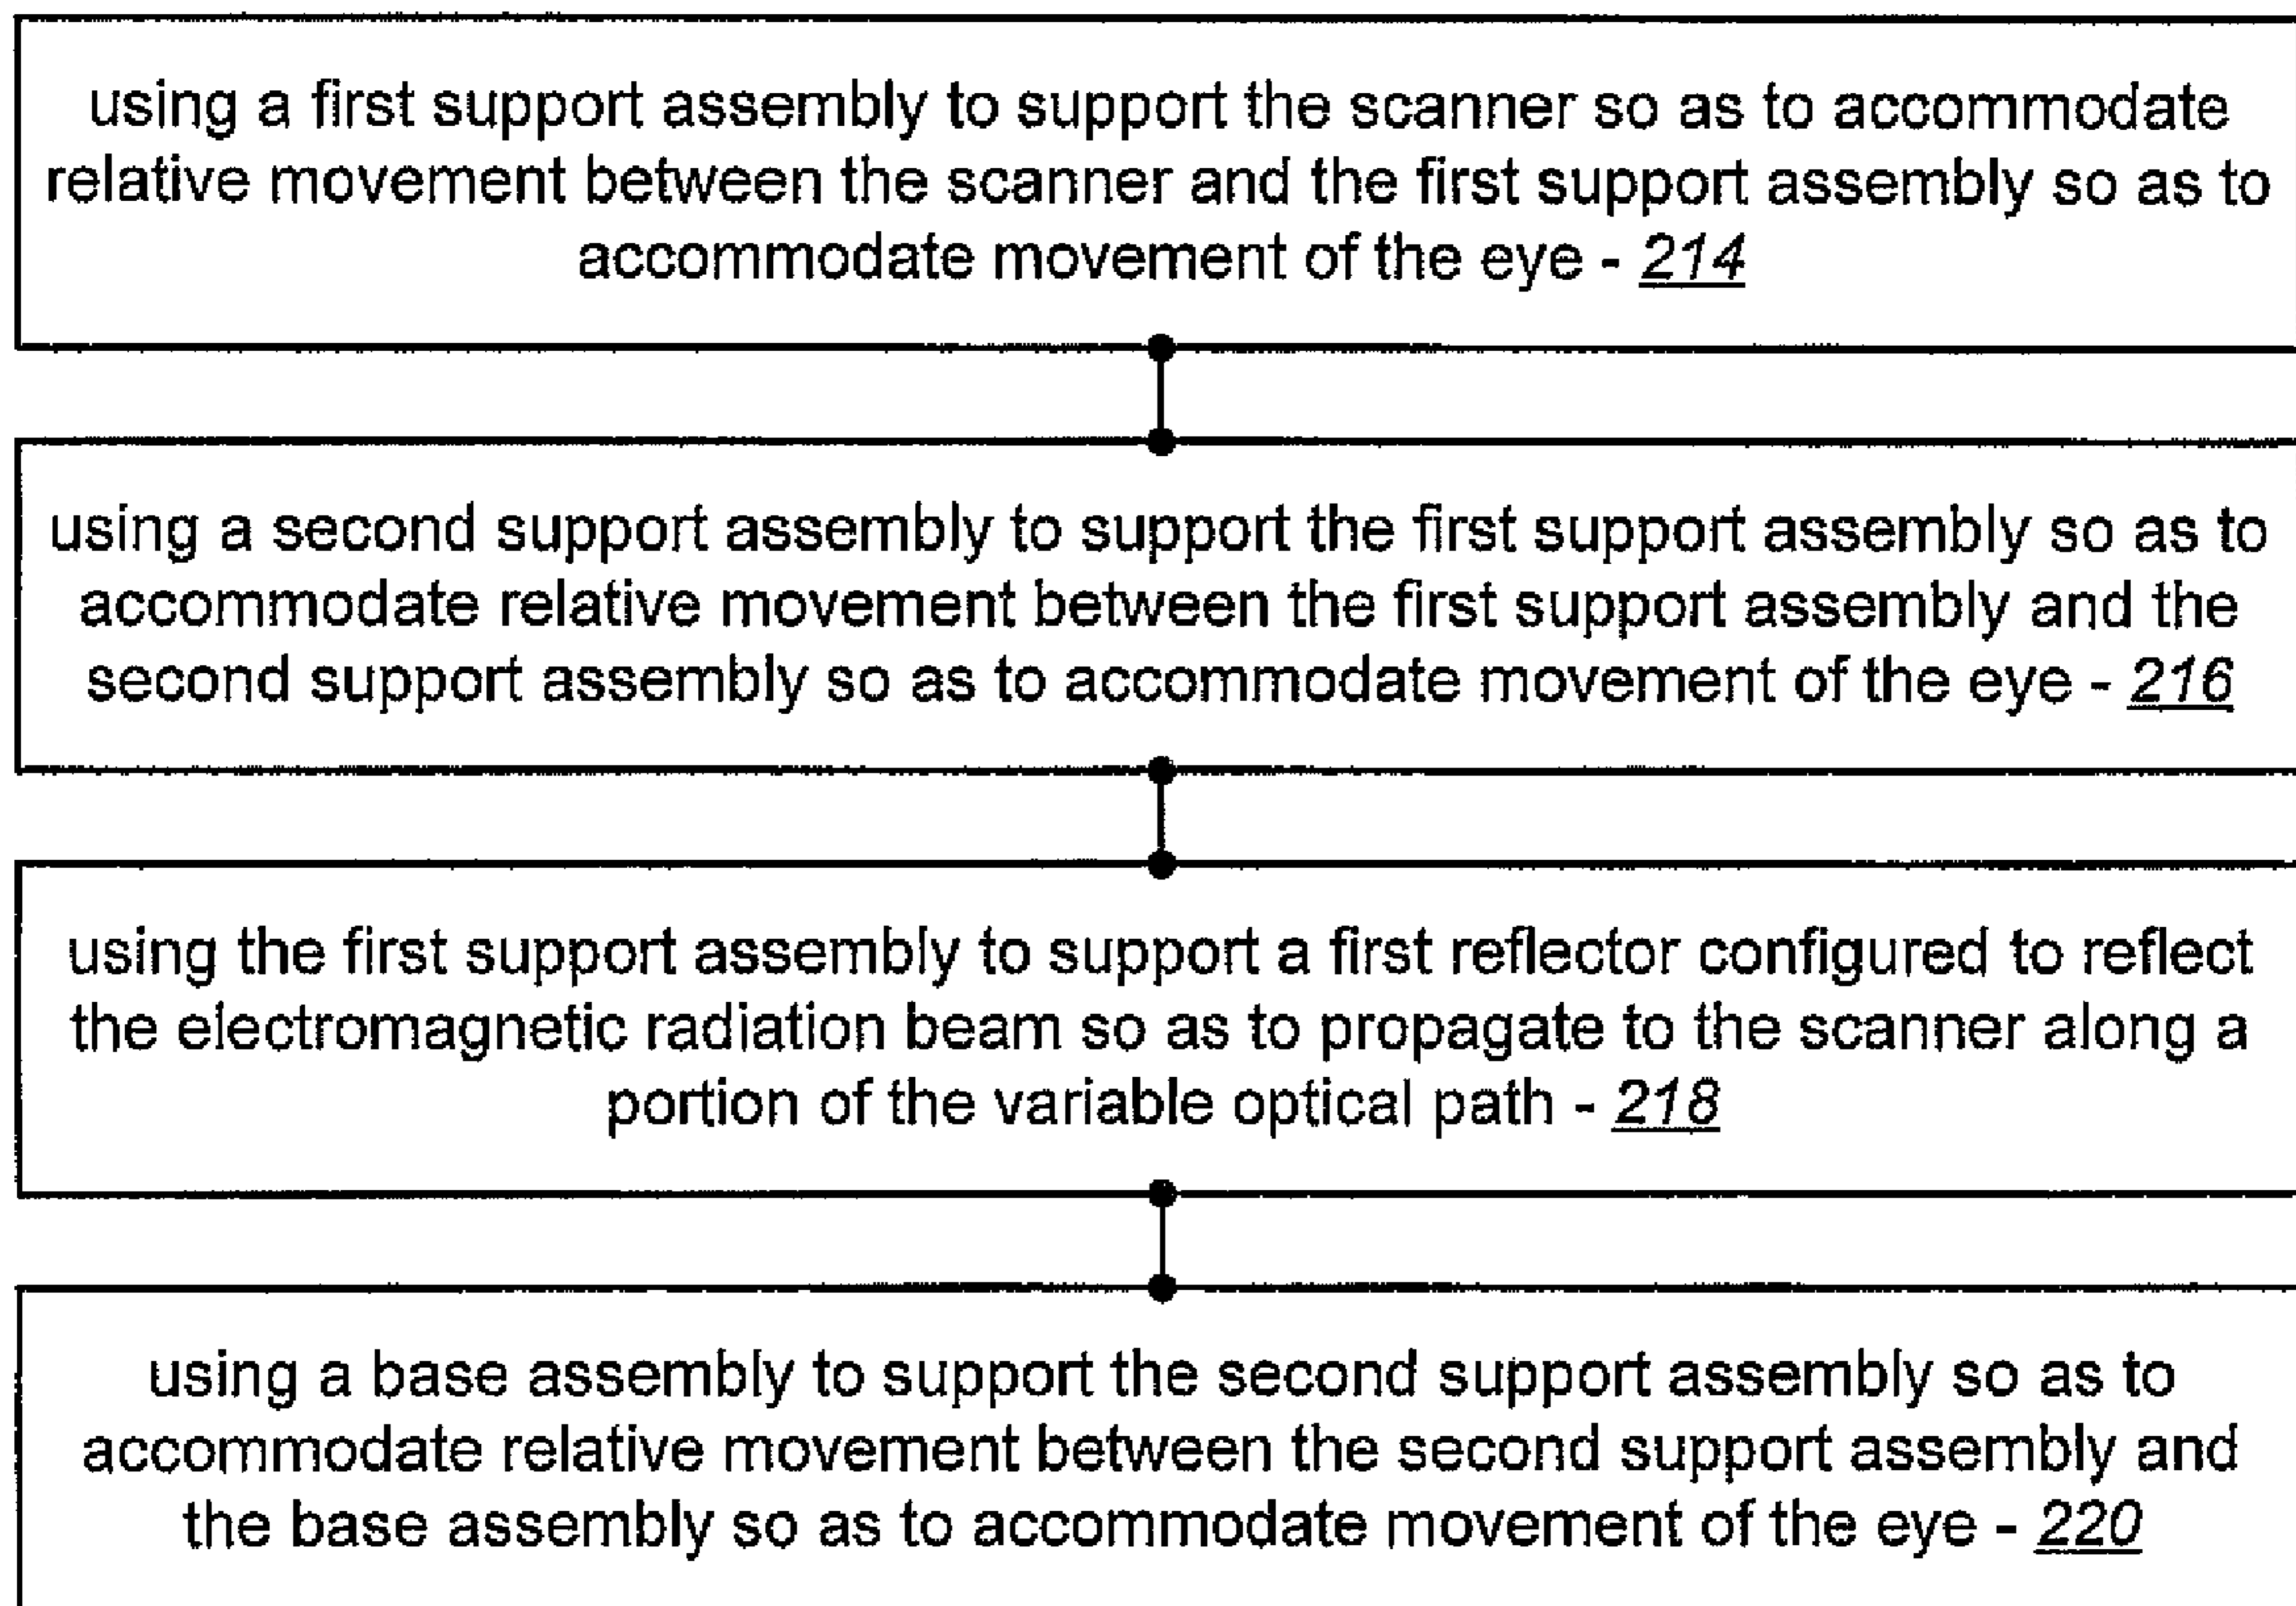 using a first support assembly to support the scanner so as to accommodate
relative movement between the scanner and the first support assembly so as to
accommodate movement of the eye - 214
using a second support assembly to support the first support assembly so as to
accommodate relative movement between the first support assembly and the
second support assembly so as to accommodate movement of the eye - 216
using the first support assembly to support a first reflector configured to reflect
the electromagnetic radiation beam so as to propagate to the scanner along a
portion of the variable optical path - 218
using a base assembly to support the second support assembly so as to
accommodate relative movement between the second support assembly and
the base assembly so as to accommodate movement of the eye - 220